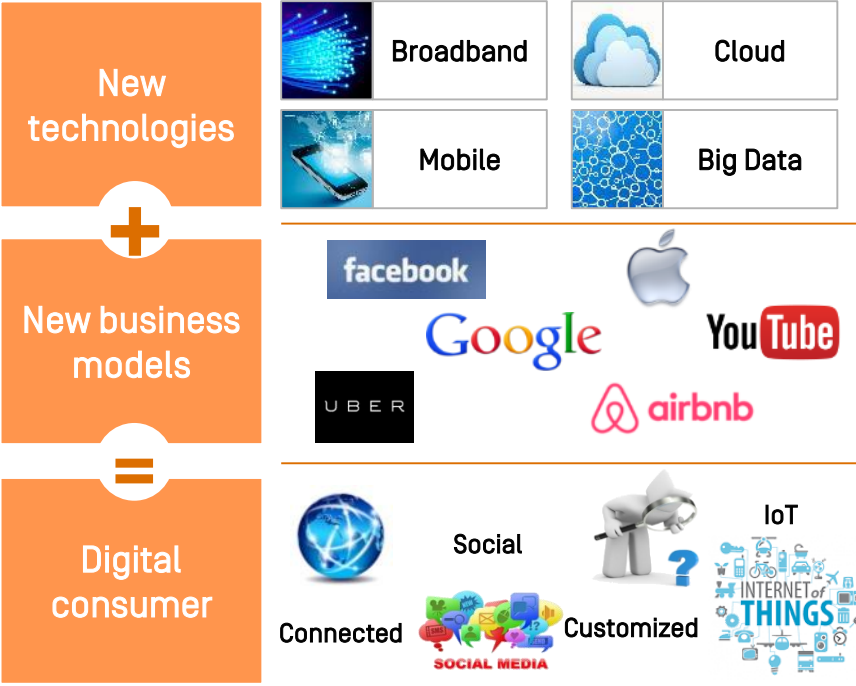 New
technologies
Broadband
Cloud
Mobile
Big Data
+
New business
models
facebook
Google
YouTube
UBER
airbnb
=
Digital
consumer
Connected
Social
SOCIAL MEDIA
Customized
?
IoT
INTERNET of
THINGS